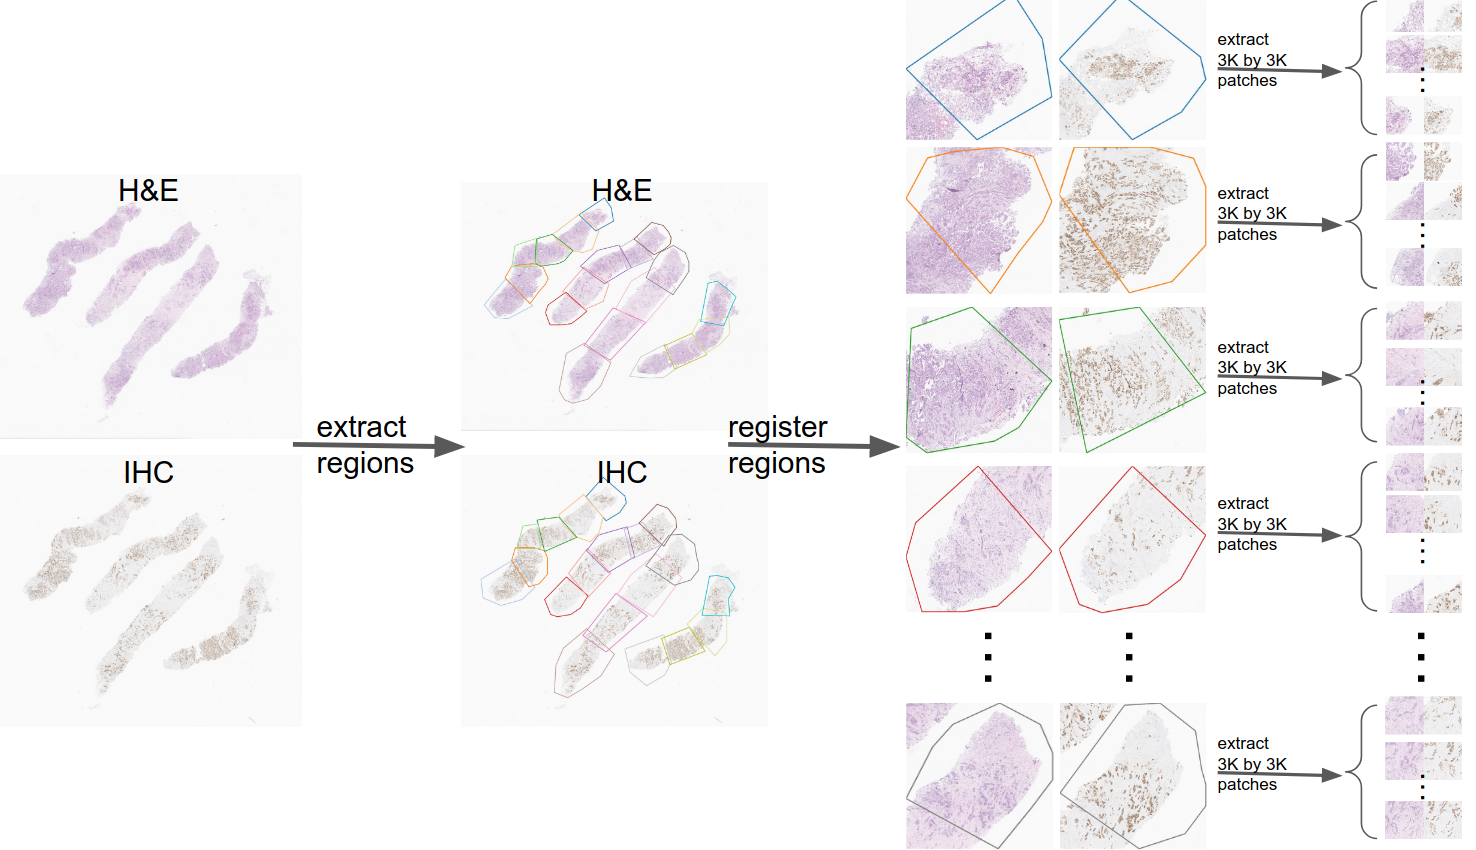 H&E
IHC
extract
regions
H&E
IHC
register
regions
extract
3K by 3K
patches
extract
3K by 3K
patches
extract
3K by 3K
patches
extract
3K by 3K
patches
extract
3K by 3K
patches